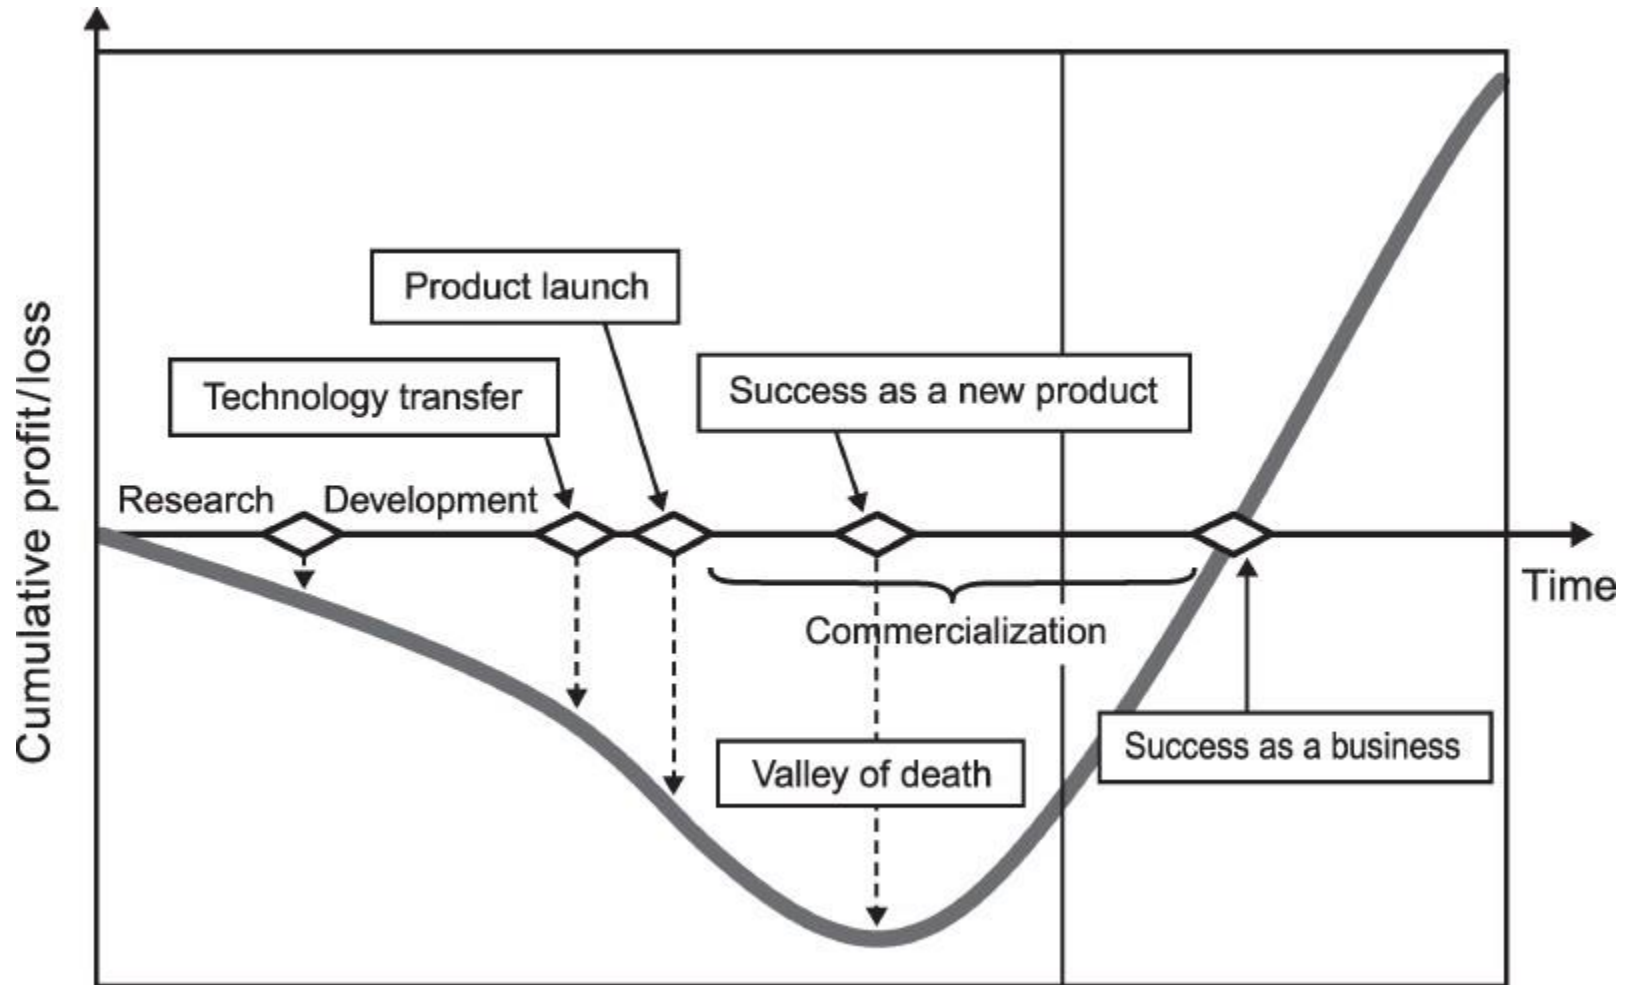 Product launch
Technology transfer
Success as a new product
Research
Development
Cumulative profit/loss
Time
Commercialization
Success as a business
Valley of death